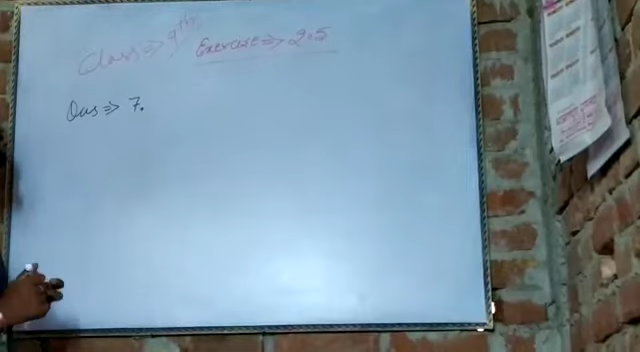 Class⇒ 9th Exercise⇒ 2.5
Qus⇒ 7.